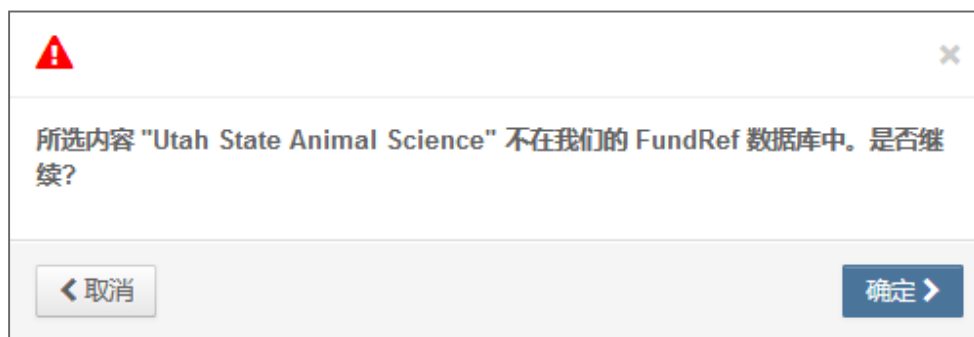 所选内容 "Utah State Animal Science" 不在我们的 FundRef 数据库中。是否继
续?
取消
确定